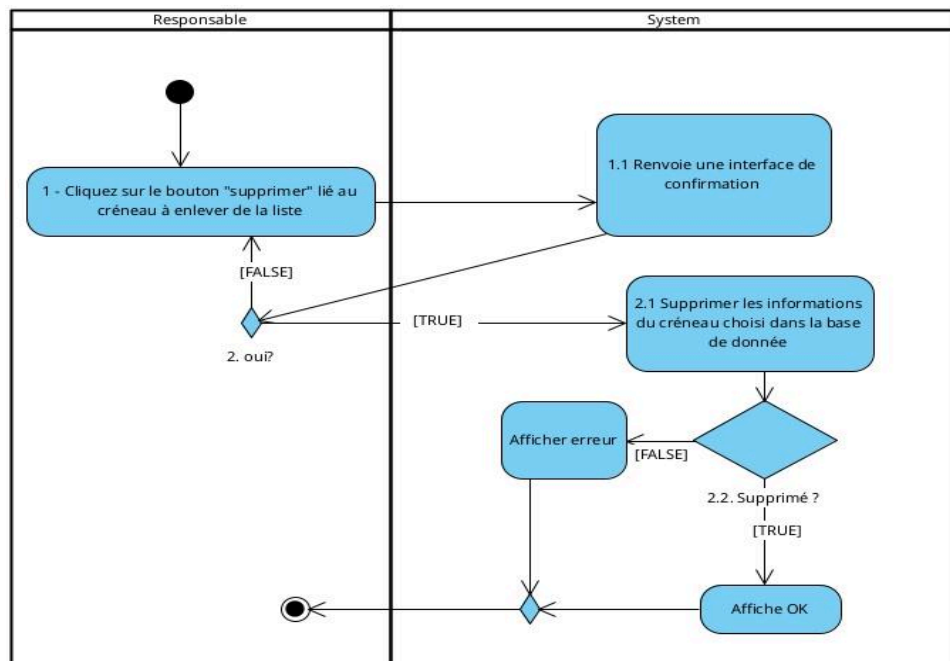 Responsable
System
1 - Cliquez sur le bouton "supprimer" lié au
créneau à enlever de la liste
1.1 Renvoie une interface de
confirmation
[FALSE]
2. oui?
[TRUE]
2.1 Supprimer les informations
du créneau choisi dans la base
de donnée
Afficher erreur
[FALSE]
2.2. Supprimé ?
[TRUE]
Affiche OK